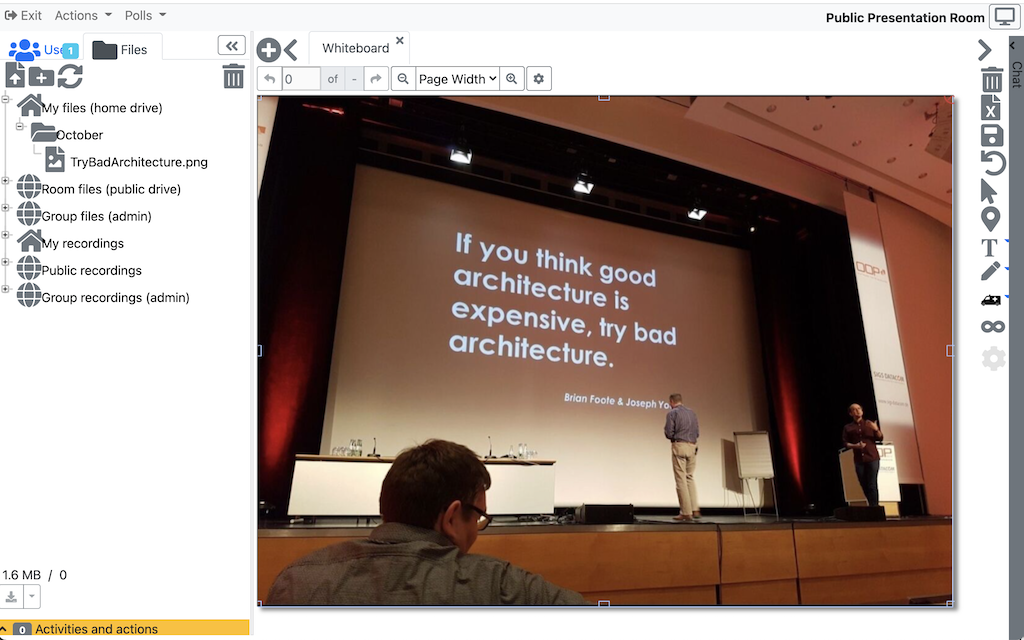 Exit Actions Polls
Public Presentation Room
1
Files
Whiteboard
0 of - Page Width
Chat
My files (home drive)
October
TryBadArchitecture.png
Room files (public drive)
Group files (admin)
My recordings
Public recordings
Group recordings (admin)
If you think good
architecture is
expensive, try bad
architecture.
Brian Foote & Joseph
OOP
SIGS DATACOM
1.6 MB / 0
0 Activities and actions